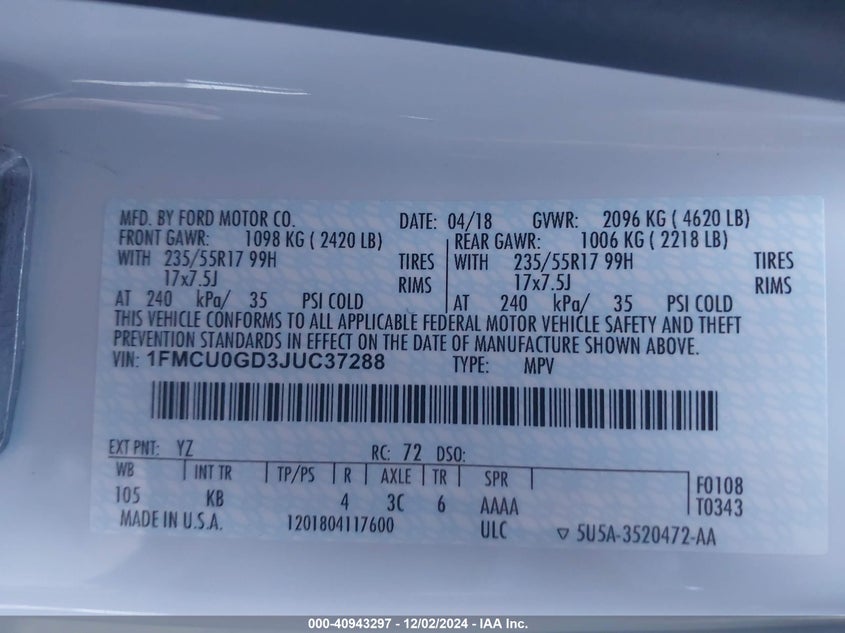 MFD. BY FORD MOTOR CO. DATE: 04/18 GVWR: 2096 KG ( 4620 LB)
FRONT GAWR: 1098 KG ( 2420 LB) REAR GAWR: 1006 KG ( 2218 LB)
WITH 235/55R17 99H TIRES WITH 235/55R17 99H TIRES
17x7.5J RIMS 17x7.5J RIMS
AT 240 kPa/ 35 PSI COLD AT 240 kPa/ 35 PSI COLD
THIS VEHICLE CONFORMS TO ALL APPLICABLE FEDERAL MOTOR VEHICLE SAFETY AND THEFT
PREVENTION STANDARDS IN EFFECT ON THE DATE OF MANUFACTURE SHOWN ABOVE.
VIN: 1FMCU0GD3JUC37288 TYPE: MPV
EXT PNT: YZ RC: 72 DSO:
WB INT TR TP/PS R AXLE TR SPR F0108
105 KB 4 3C 6 AAAA T0343
MADE IN U.S.A. 1201804117600 ULC ▽ 5U5A-3520472-AA
000-40943297 - 12/02/2024 - IAA Inc.